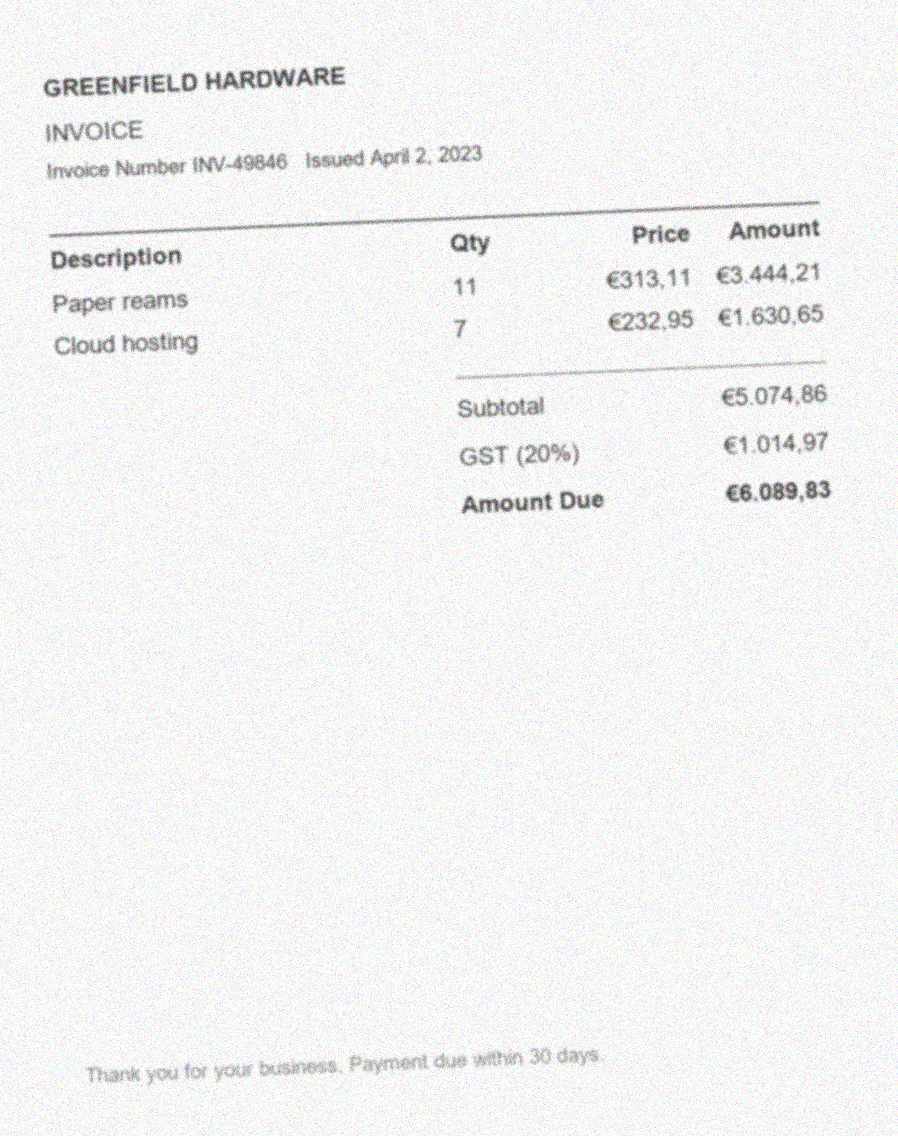 GREENFIELD HARDWARE
INVOICE
Invoice Number INV-49846 Issued April 2, 2023
Description Qty Price Amount
Paper reams 11 €313,11 €3.444,21
Cloud hosting 7 €232,95 €1.630,65
Subtotal €5.074,86
GST (20%) €1.014,97
Amount Due €6.089,83
Thank you for your business. Payment due within 30 days.